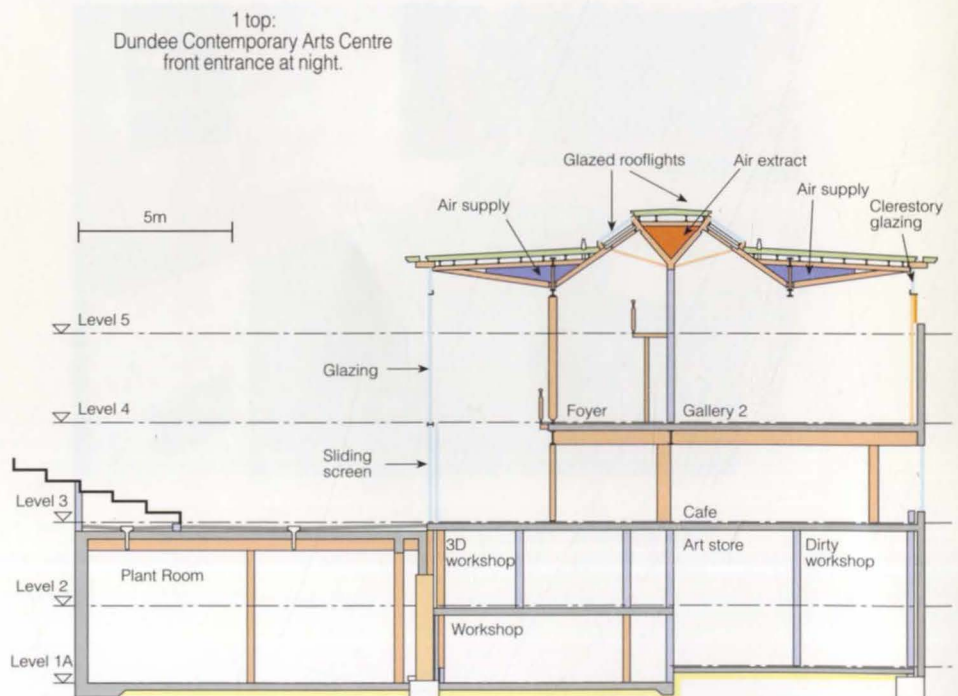 1 top:
Dundee Contemporary Arts Centre
front entrance at night.
Glazed rooflights
Air extract
Air supply
Air supply
Clerestory
glazing
5m
Level 5
Glazing
Level 4
Foyer
Gallery 2
Sliding
screen
Level 3
Cafe
3D
workshop
Art store
Dirty
workshop
Plant Room
Level 2
Workshop
Level 1A